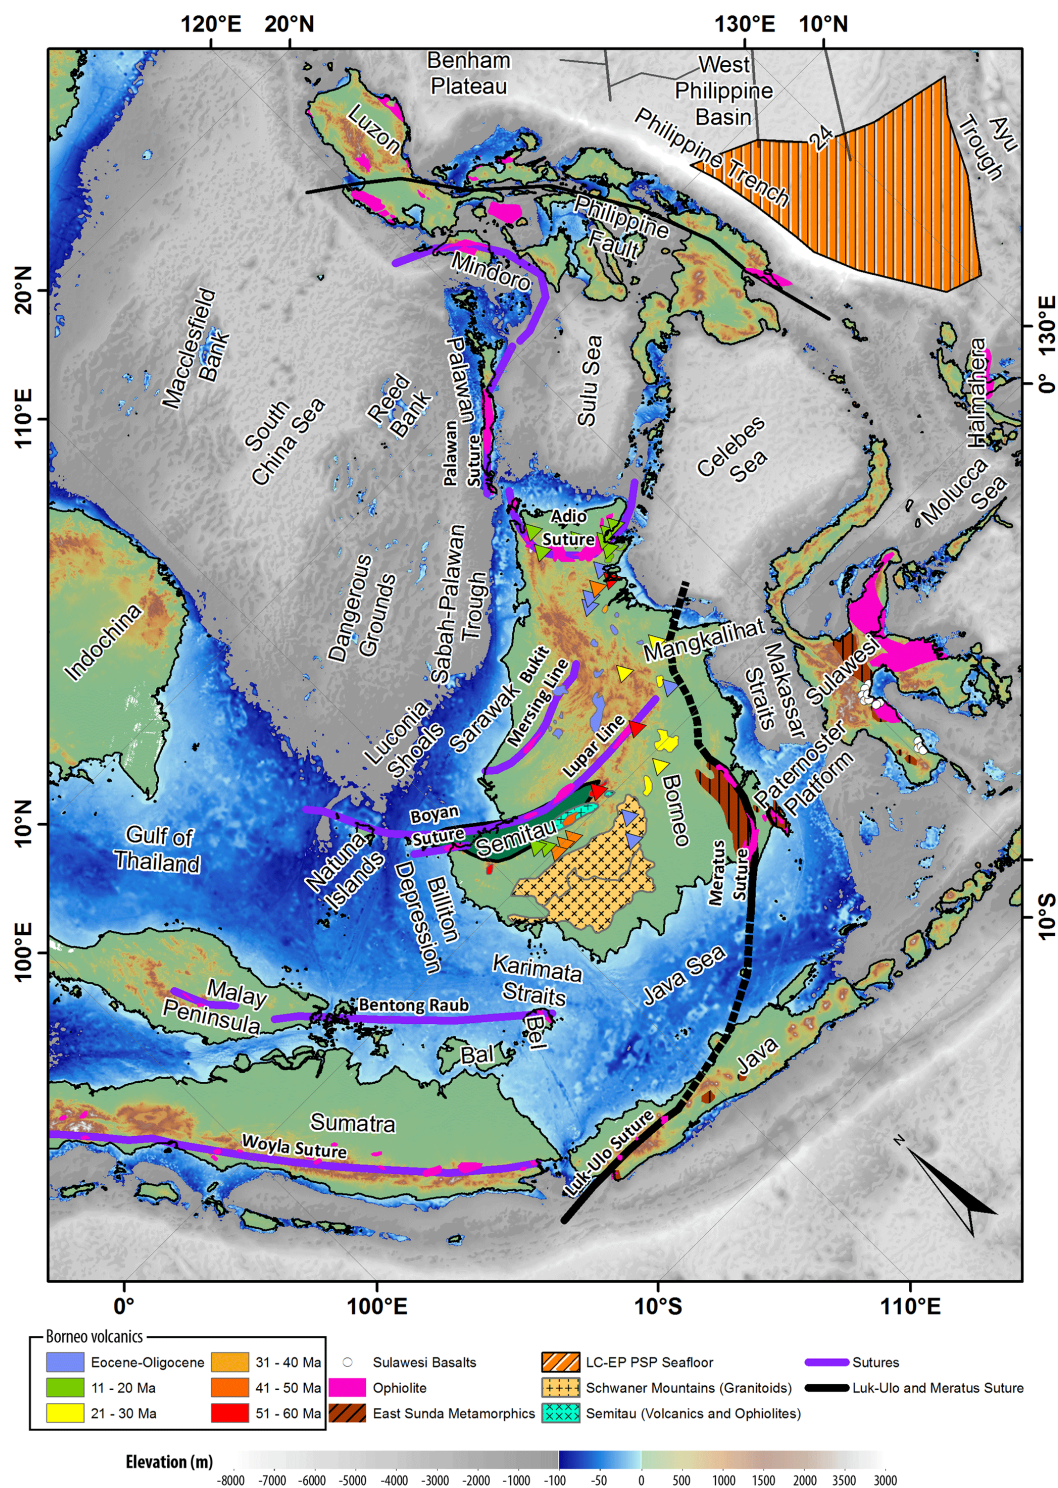 120°E
20°N
130°E
10°N
Benham
Plateau
West
Philippine
Basin
Ayu
Trough
24
Luzon
Philippine Trench
Philippine
Fault
Mindoro
20°N
130°E
0°
110°E
Macclesfield
Bank
Reed
Bank
South
China Sea
Palawan
Palawan
Suture
Sulu Sea
Celebes
Sea
Halmahera
Molucca
Sea
Adio
Suture
Dangerous
Grounds
Sabah-Palawan
Trough
Indochina
Mangkalihat
Makassar
Straits
Sulawesi
Bukit
Mersing Line
Sarawak
Luconia
Shoals
Lupar Line
Paternoster
Platform
Borneo
10°N
Gulf of
Thailand
Boyan
Suture
Semitau
Natuna
Islands
Billiton
Depression
Meratus
Suture
10°S
100°E
Karimata
Straits
Java Sea
Malay
Peninsula
Bentong Raub
Bel
Bal
Java
Sumatra
Woyla Suture
Luk-Ulo Suture
N
0°
100°E
10°S
110°E
Borneo volcanics
Eocene-Oligocene
31 - 40 Ma
Sulawesi Basalts
LC-EP PSP Seafloor
Sutures
11 - 20 Ma
41 - 50 Ma
Ophiolite
Schwaner Mountains (Granitoids)
Luk-Ulo and Meratus Suture
21 - 30 Ma
51 - 60 Ma
East Sunda Metamorphics
Semitau (Volcanics and Ophiolites)
Elevation (m)
-8000 -7000 -6000 -5000 -4000 -3000 -2000 -1000 -100 -50 0 500 1000 1500 2000 3500 3000